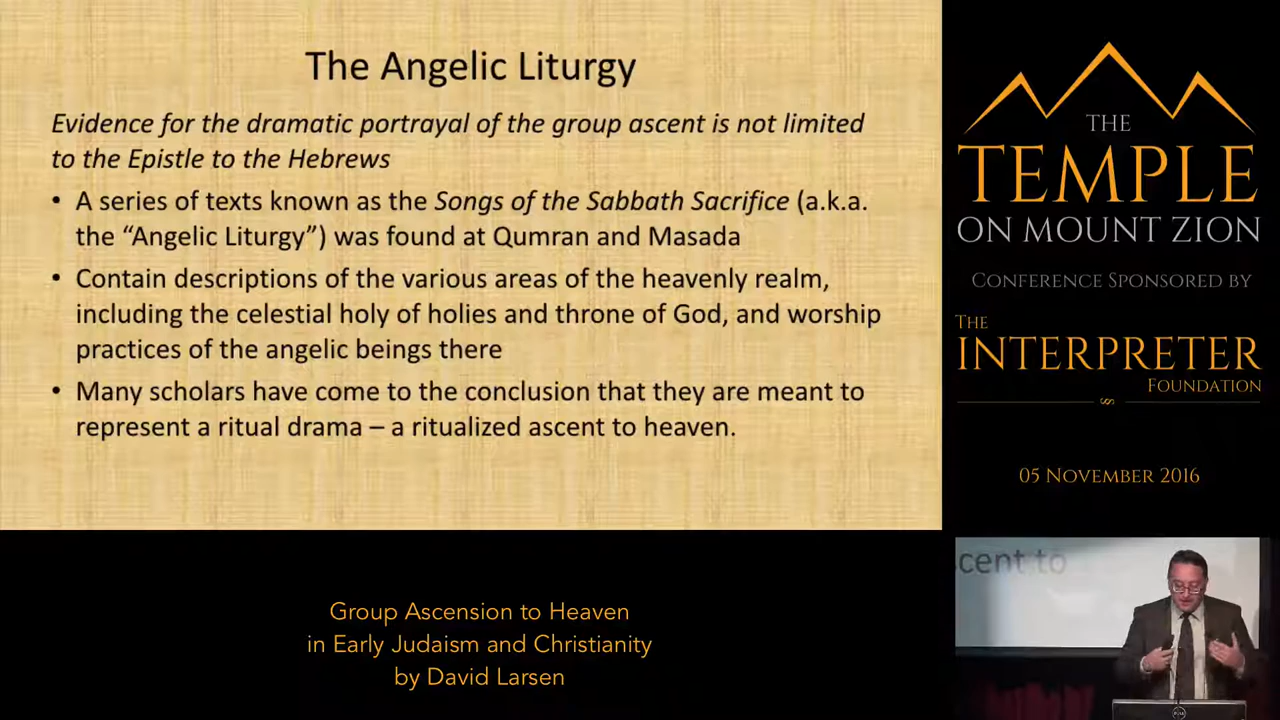 The Angelic Liturgy
Evidence for the dramatic portrayal of the group ascent is not limited
to the Epistle to the Hebrews
• A series of texts known as the Songs of the Sabbath Sacrifice (a.k.a.
the “Angelic Liturgy”) was found at Qumran and Masada
• Contain descriptions of the various areas of the heavenly realm,
including the celestial holy of holies and throne of God, and worship
practices of the angelic beings there
• Many scholars have come to the conclusion that they are meant to
represent a ritual drama – a ritualized ascent to heaven.
THE
TEMPLE
ON MOUNT ZION
CONFERENCE SPONSORED BY
THE
INTERPRETER
FOUNDATION
05 NOVEMBER 2016
cent to
Group Ascension to Heaven
in Early Judaism and Christianity
by David Larsen